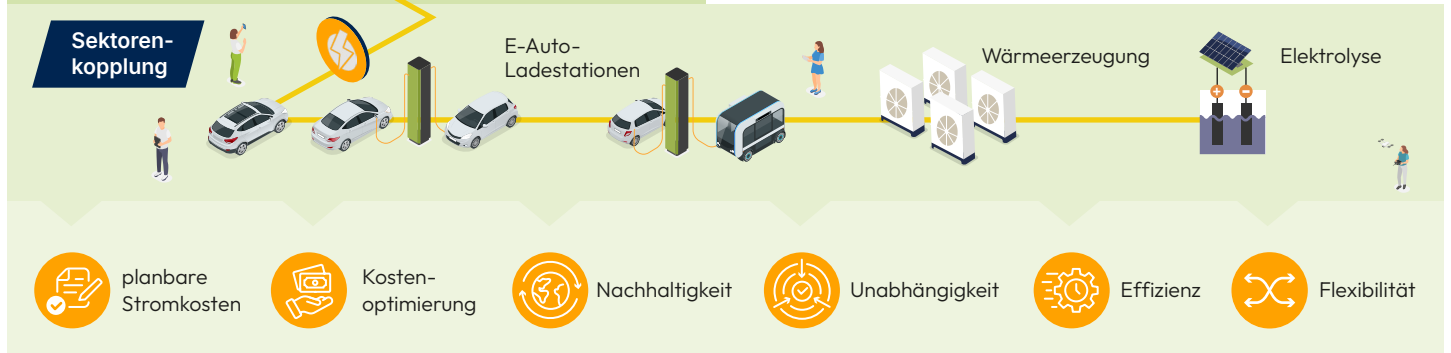 Sektoren-
kopplung
E-Auto-
Ladestationen
Wärmeerzeugung
Elektrolyse
+
−
planbare
Stromkosten
Kosten-
optimierung
Nachhaltigkeit
Unabhängigkeit
Effizienz
Flexibilität